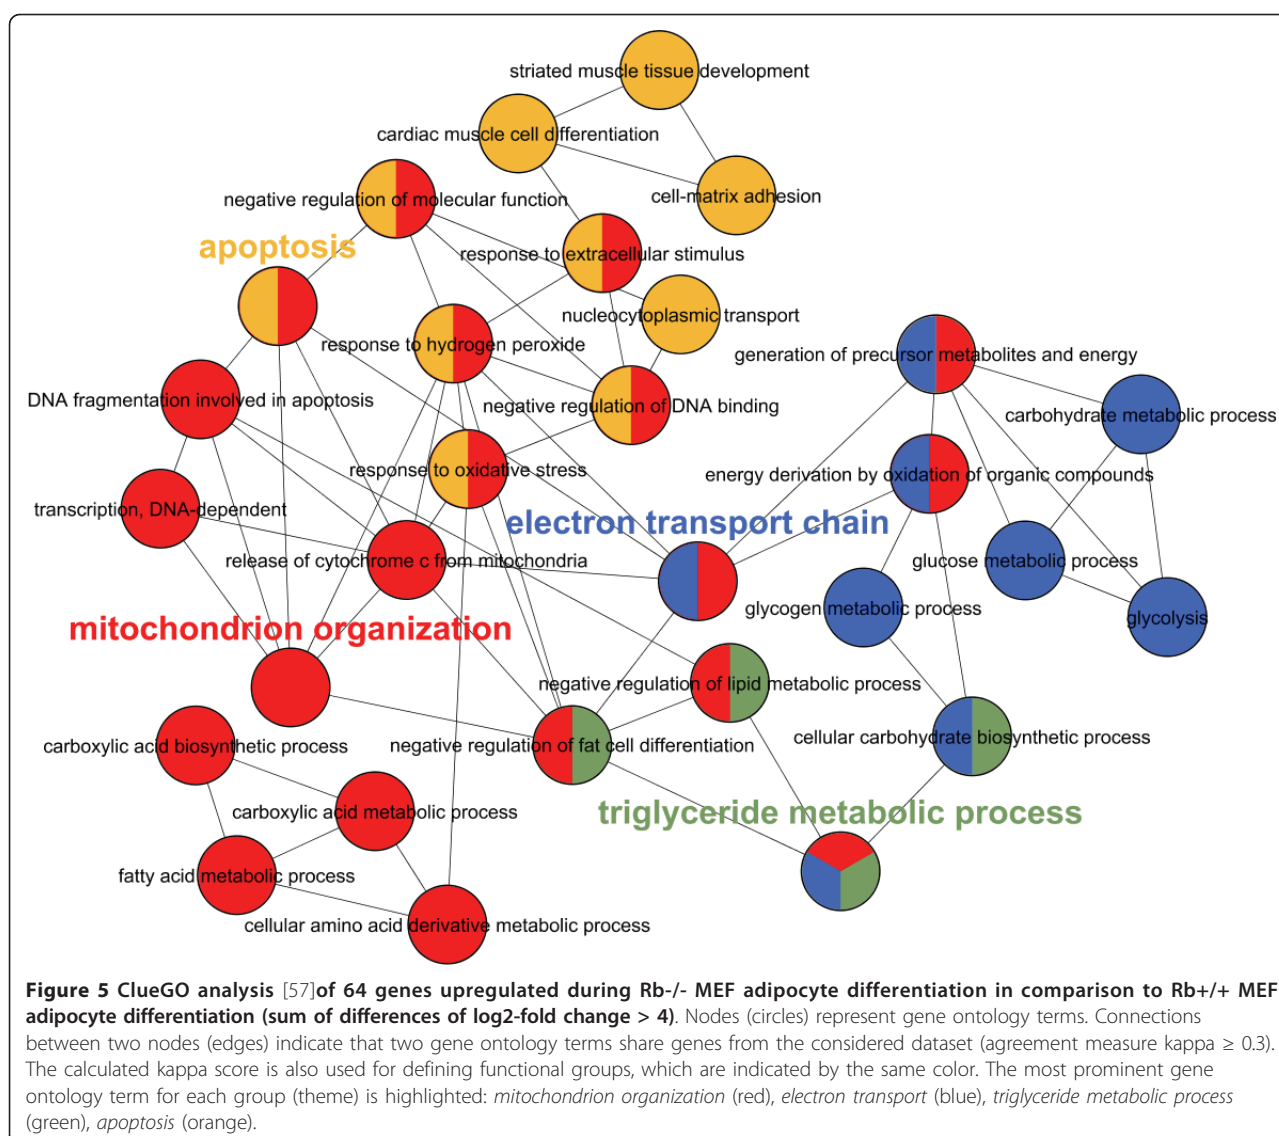 striated muscle tissue development
cardiac muscle cell differentiation
cell-matrix adhesion
negative regulation of molecular function
apoptosis
response to extracellular stimulus
nucleocytoplasmic transport
response to hydrogen peroxide
generation of precursor metabolites and energy
DNA fragmentation involved in apoptosis
negative regulation of DNA binding
carbohydrate metabolic process
response to oxidative stress
energy derivation by oxidation of organic compounds
transcription, DNA-dependent
electron transport chain
release of cytochrome c from mitochondria
glucose metabolic process
glycogen metabolic process
glycolysis
mitochondrion organization
negative regulation of lipid metabolic process
carboxylic acid biosynthetic process
negative regulation of fat cell differentiation
cellular carbohydrate biosynthetic process
carboxylic acid metabolic process
triglyceride metabolic process
fatty acid metabolic process
cellular amino acid derivative metabolic process
Figure 5 ClueGO analysis [57]of 64 genes upregulated during Rb-/- MEF adipocyte differentiation in comparison to Rb+/+ MEF
adipocyte differentiation (sum of differences of log2-fold change > 4). Nodes (circles) represent gene ontology terms. Connections
between two nodes (edges) indicate that two gene ontology terms share genes from the considered dataset (agreement measure kappa ≥ 0.3).
The calculated kappa score is also used for defining functional groups, which are indicated by the same color. The most prominent gene
ontology term for each group (theme) is highlighted: mitochondrion organization (red), electron transport (blue), triglyceride metabolic process
(green), apoptosis (orange).